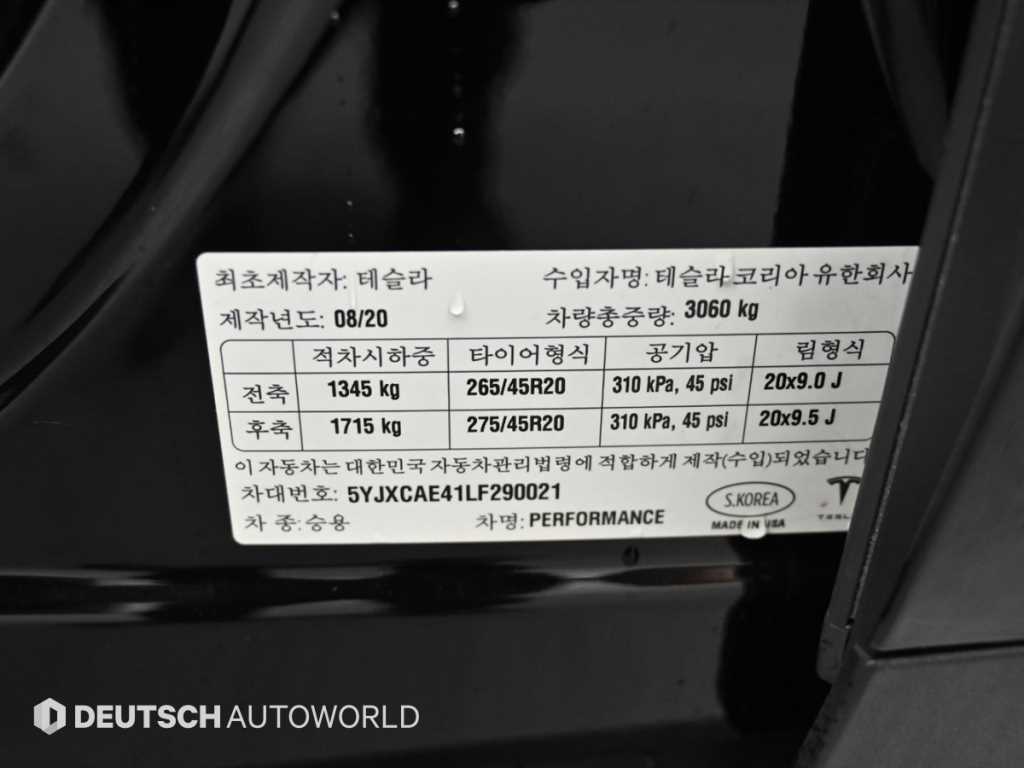 최초제작자: 테슬라 수입자명: 테슬라코리아유한회사
제작년도: 08/20 차량총중량: 3060 kg
적차시하중 타이어형식 공기압 림형식
전축 1345 kg 265/45R20 310 kPa, 45 psi 20x9.0 J
후축 1715 kg 275/45R20 310 kPa, 45 psi 20x9.5 J
이 자동차는 대한민국 자동차관리법령에 적합하게 제작(수입)되었습니다
차대번호: 5YJXCAE41LF290021 S.KOREA
차 종:승용 차명: PERFORMANCE MADE IN USA TESL
DEUTSCH AUTOWORLD